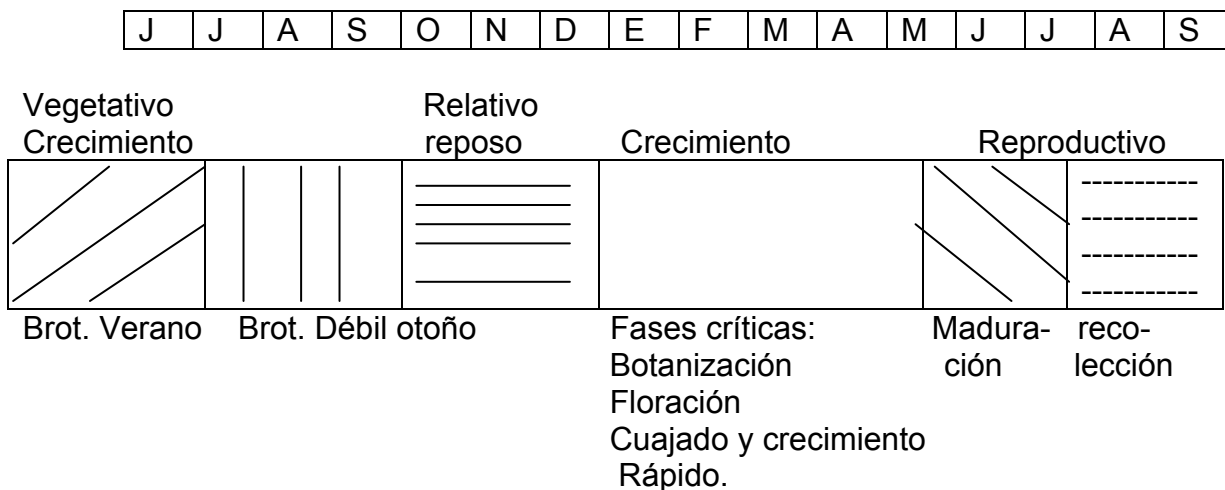 J J A S O N D E F M A M J J A S
Vegetativo Relativo
Crecimiento reposo Crecimiento Reproductivo
Brot. Verano Brot. Débil otoño Fases críticas: Madura- reco-
Botanización ción lección
Floración
Cuajado y crecimiento
Rápido.